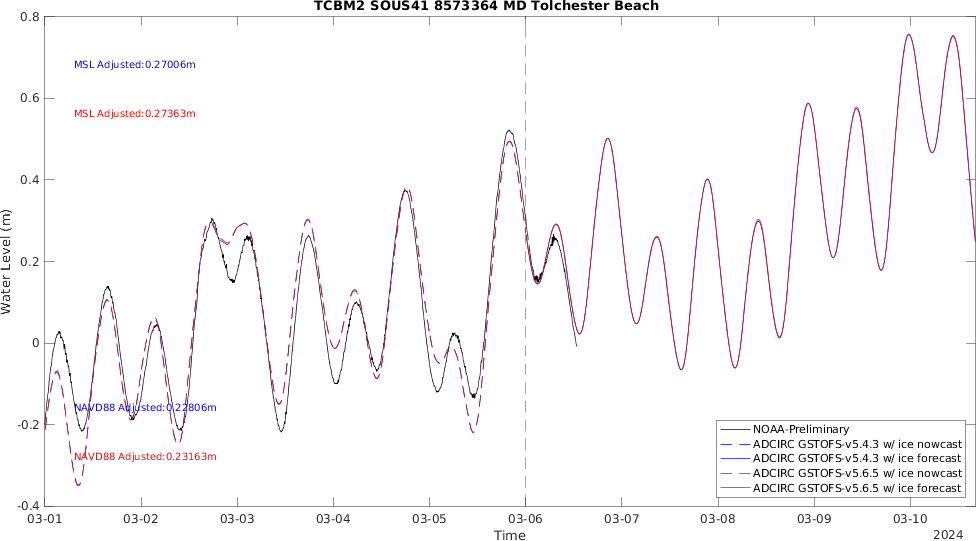 TCBM2 SOUS41 8573364 MD Tolchester Beach
Water Level (m)
0.8
0.6
0.4
0.2
0
-0.2
-0.4
MSL Adjusted:0.27006m
MSL Adjusted:0.27363m
NAVD88 Adjusted:0.22806m
NAVD88 Adjusted:0.23163m
NOAA-Preliminary
ADCIRC GSTOFS-v5.4.3 w/ ice nowcast
ADCIRC GSTOFS-v5.4.3 w/ ice forecast
ADCIRC GSTOFS-v5.6.5 w/ ice nowcast
ADCIRC GSTOFS-v5.6.5 w/ ice forecast
03-01 03-02 03-03 03-04 03-05 03-06 03-07 03-08 03-09 03-10
Time
2024